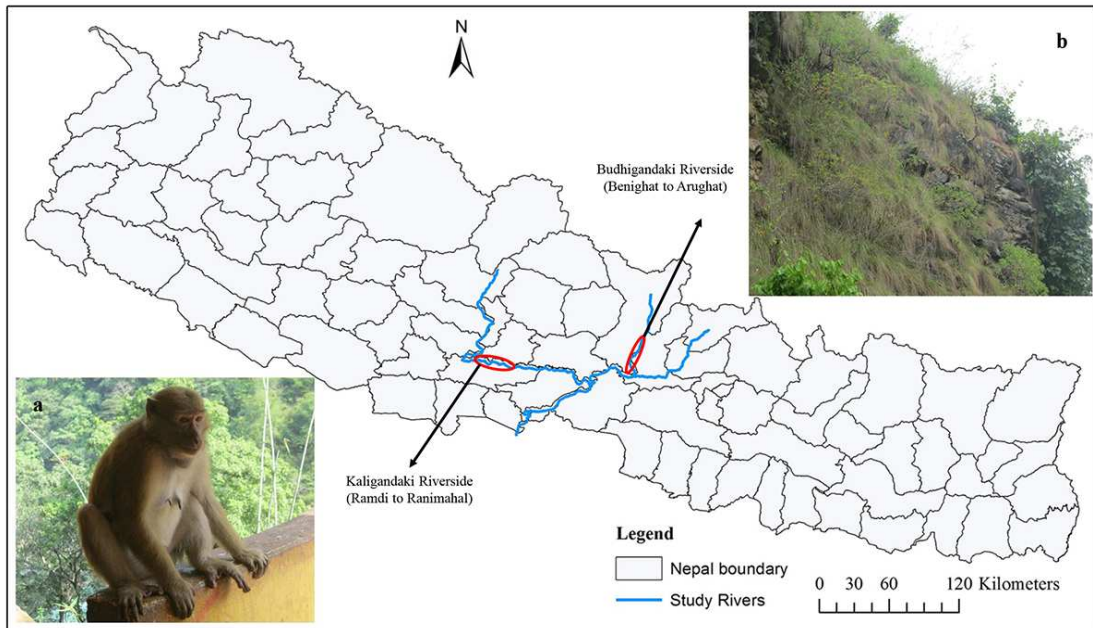 N
b
Budhigandaki Riverside
(Benighat to Arughat)
a
Kaligandaki Riverside
(Ramdi to Ranimahal)
Legend
Nepal boundary
Study Rivers
0 30 60 120 Kilometers